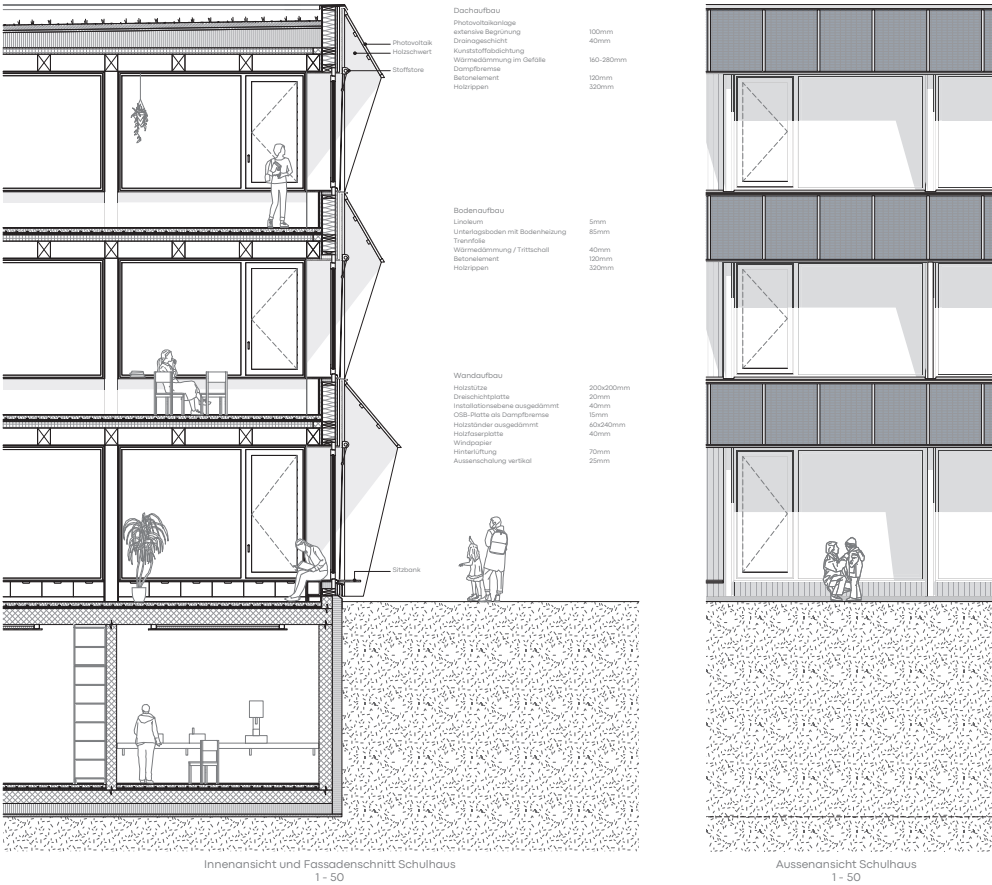 Dachaufbau
Photovoltaikanlage
extensive Begrünung 100mm
Drainageschicht 40mm
Kunststoffabdichtung
Wärmedämmung im Gefälle 160-280mm
Dampfbremse
Betonelement 120mm
Holzrippen 320mm
Photovoltaik
Holzschwert
Stoffstore
Bodenaufbau
Linoleum 5mm
Unterlagsboden mit Bodenheizung 85mm
Trennfolie
Wärmedämmung / Trittschall 40mm
Betonelement 120mm
Holzrippen 320mm
Wandaufbau
Holzstütze 200x200mm
Dreischichtplatte 20mm
Installationsebene ausgedämmt 40mm
OSB-Platte als Dampfbremse 15mm
Holzständer ausgedämmt 60x240mm
Holzfaserplatte 40mm
Windpapier
Hinterlüftung 70mm
Aussenschalung vertikal 25mm
Sitzbank
Innenansicht und Fassadenschnitt Schulhaus
1 - 50
Aussenansicht Schulhaus
1 - 50